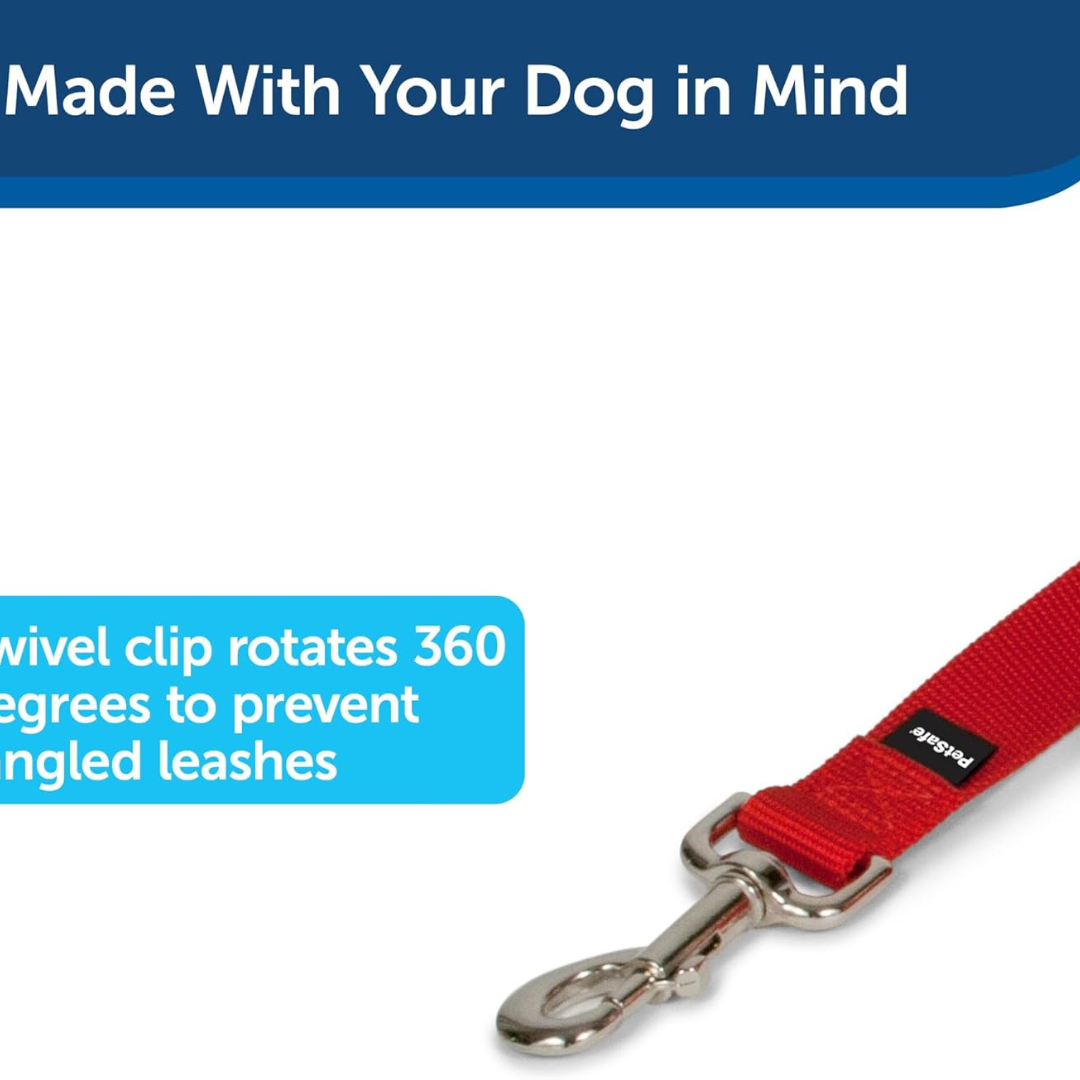 Made With Your Dog in Mind
wivel clip rotates 360
egrees to prevent
ngled leashes
PetSafe